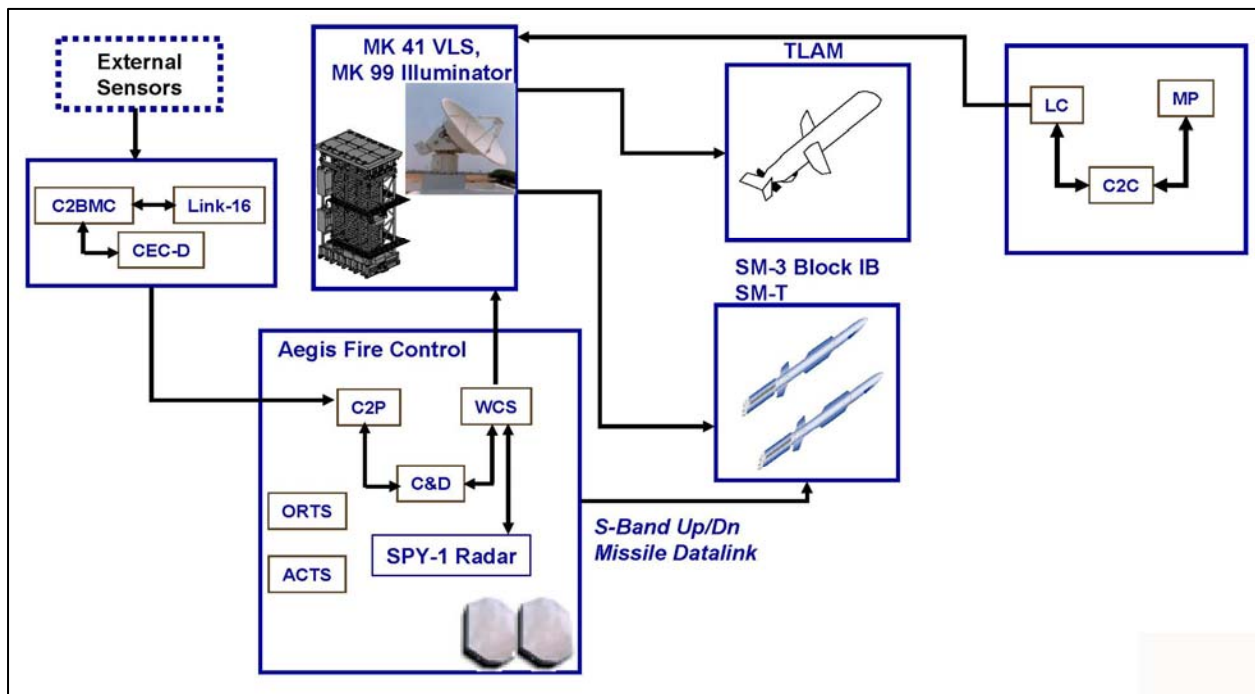 External
Sensors
C2BMC
Link-16
CEC-D
MK 41 VLS,
MK 99 Illuminator
TLAM
LC
MP
C2C
SM-3 Block IB
SM-T
Aegis Fire Control
C2P
WCS
C&D
ORTS
SPY-1 Radar
ACTS
S-Band Up/Dn
Missile Datalink